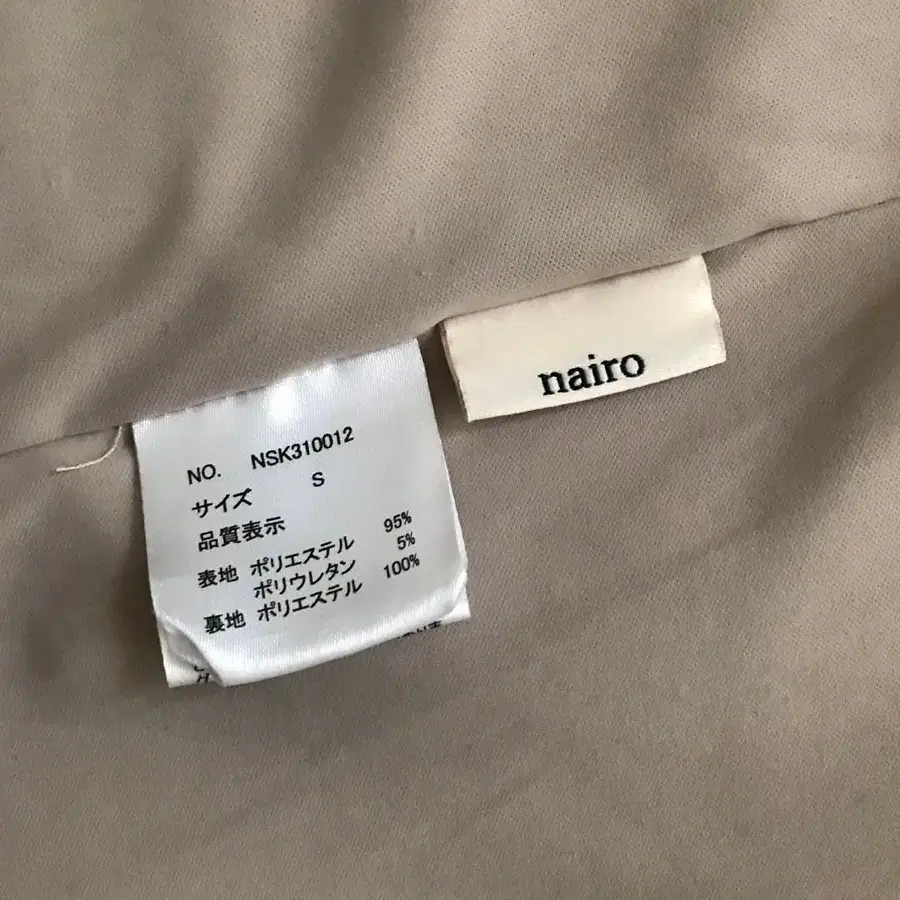 nairo
NO. NSK310012
サイズ S
品質表示
表地 ポリエステル 95%
ポリウレタン 5%
裏地 ポリエステル 100%